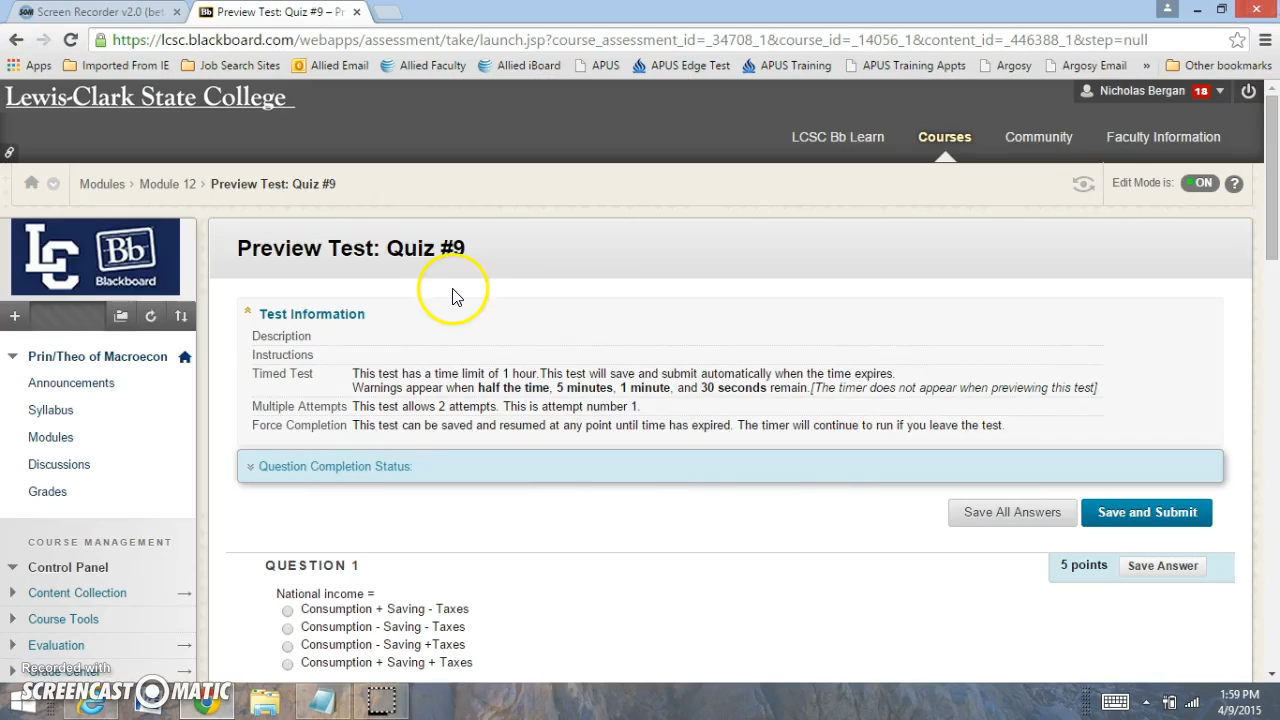 Screen Recorder v2.0 (bet
Preview Test: Quiz #9 – Pr
https://lcsc.blackboard.com/webapps/assessment/take/launch.jsp?course_assessment_id=_34708_1&course_id=_14056_1&content_id=_446388_1&step=null
Apps Imported From IE Job Search Sites Allied Email Allied Faculty Allied iBoard APUS APUS Edge Test APUS Training APUS Training Appts Argosy Argosy Email » Other bookmarks
Lewis-Clark State College
Nicholas Bergan 18
LCSC Bb Learn Courses Community Faculty Information
Modules > Module 12 > Preview Test: Quiz #9
Edit Mode is: ON ?
LC Bb Blackboard
Preview Test: Quiz #9
Test Information
Description
Instructions
Timed Test This test has a time limit of 1 hour.This test will save and submit automatically when the time expires.
Warnings appear when half the time, 5 minutes, 1 minute, and 30 seconds remain.[The timer does not appear when previewing this test]
Multiple Attempts This test allows 2 attempts. This is attempt number 1.
Force Completion This test can be saved and resumed at any point until time has expired. The timer will continue to run if you leave the test.
Question Completion Status:
Save All Answers Save and Submit
QUESTION 1
5 points Save Answer
National income =
Consumption + Saving - Taxes
Consumption - Saving - Taxes
Consumption - Saving +Taxes
Consumption + Saving + Taxes
Prin/Theo of Macroecon
Announcements
Syllabus
Modules
Discussions
Grades
COURSE MANAGEMENT
Control Panel
Content Collection
Course Tools
Evaluation
Grade Center
Recorded with
SCREENCAST MATIC
1:59 PM
4/9/2015